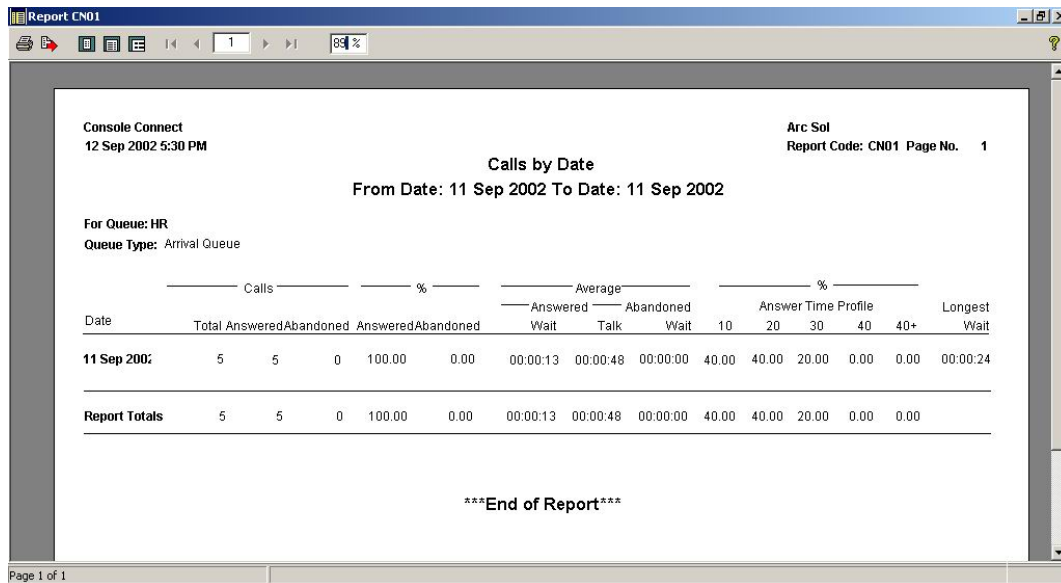 Report CN01
1
89 %
?
Console Connect Arc Sol
12 Sep 2002 5:30 PM Report Code: CN01 Page No. 1
Calls by Date
From Date: 11 Sep 2002 To Date: 11 Sep 2002
For Queue: HR
Queue Type: Arrival Queue
Calls % Average %
Answered Abandoned Answer Time Profile Longest
Date Total Answered Abandoned Answered Abandoned Wait Talk Wait 10 20 30 40 40+ Wait
11 Sep 2002 5 5 0 100.00 0.00 00:00:13 00:00:48 00:00:00 40.00 40.00 20.00 0.00 0.00 00:00:24
Report Totals 5 5 0 100.00 0.00 00:00:13 00:00:48 00:00:00 40.00 40.00 20.00 0.00 0.00
***End of Report***
Page 1 of 1